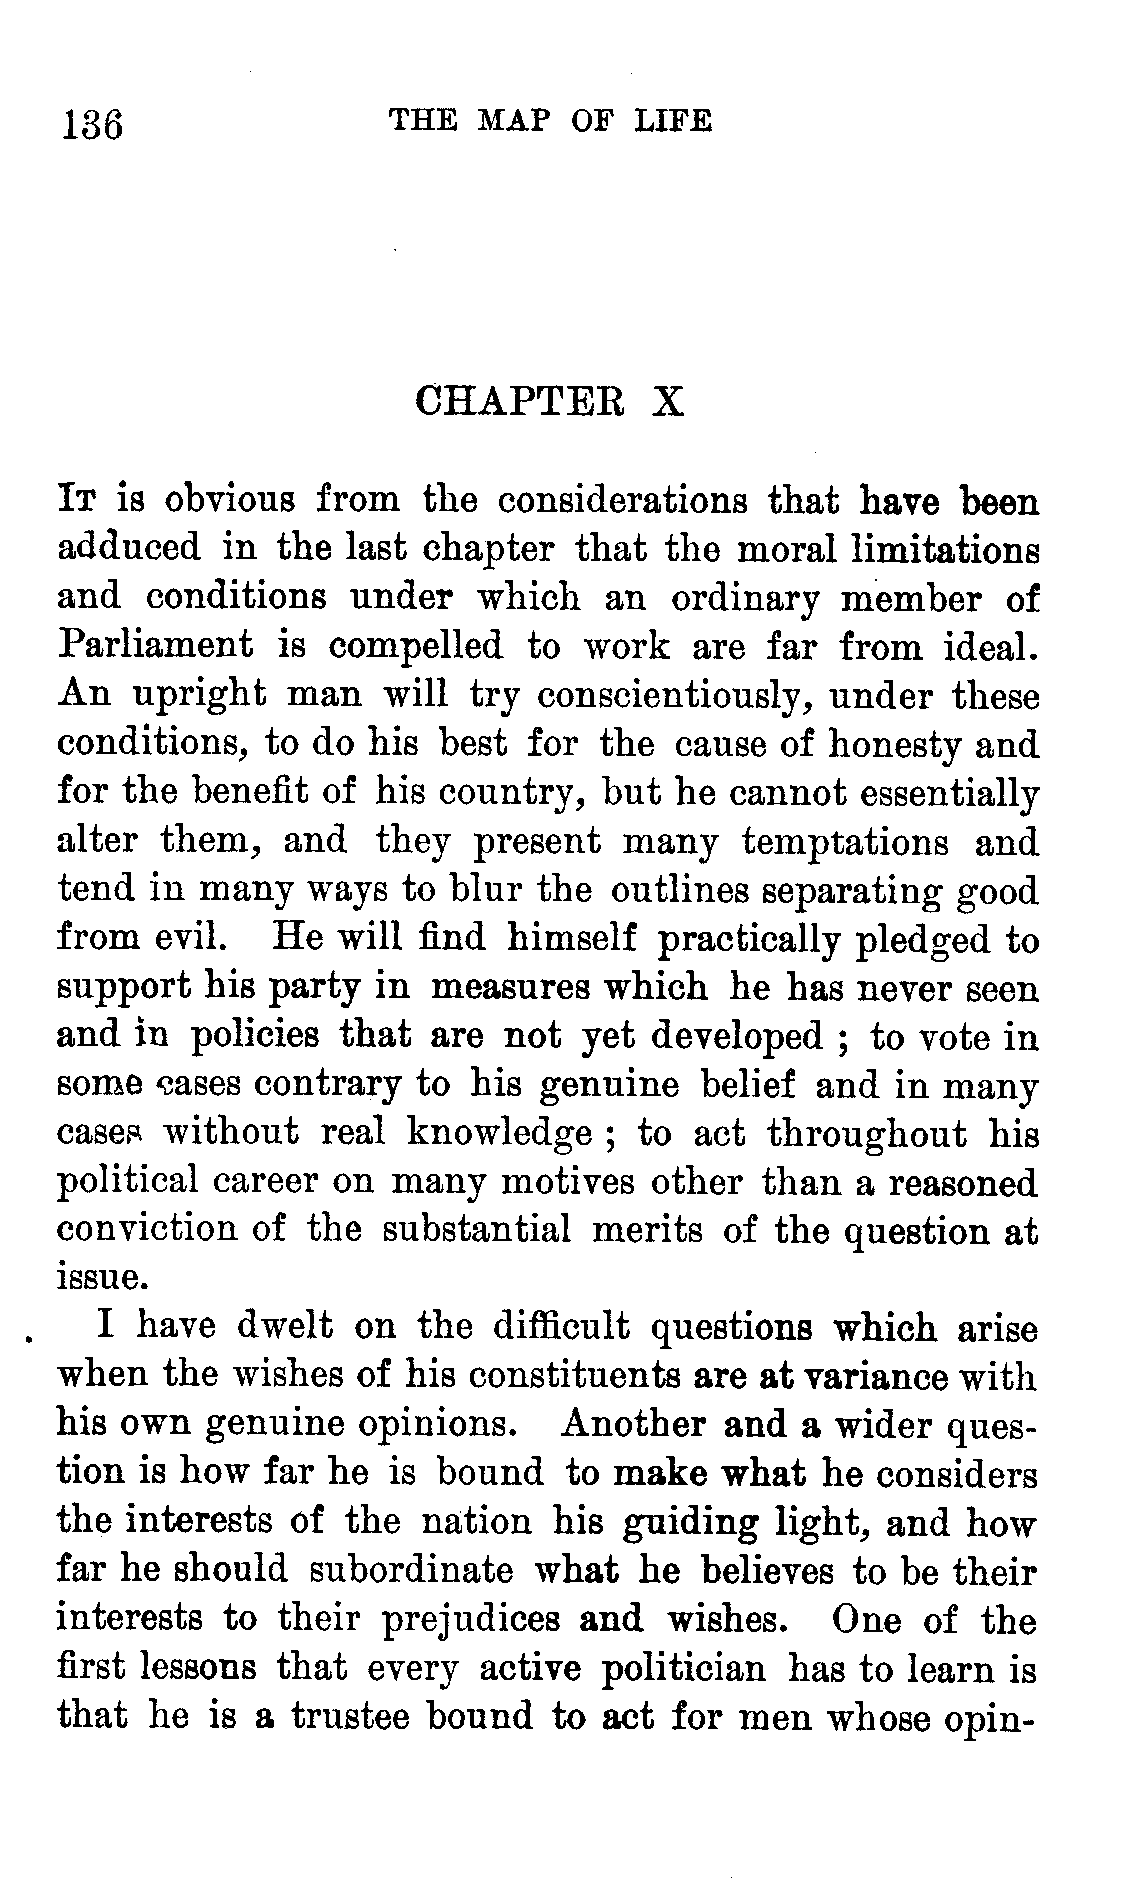 136 THE MAP OF LIFE
CHAPTER X
IT is obvious from the considerations that have been
adduced in the last chapter that the moral limitations
and conditions under which an ordinary member of
Parliament is compelled to work are far from ideal.
An upright man will try conscientiously, under these
conditions, to do his best for the cause of honesty and
for the benefit of his country, but he cannot essentially
alter them, and they present many temptations and
tend in many ways to blur the outlines separating good
from evil. He will find himself practically pledged to
support his party in measures which he has never seen
and in policies that are not yet developed ; to vote in
some cases contrary to his genuine belief and in many
cases without real knowledge ; to act throughout his
political career on many motives other than a reasoned
conviction of the substantial merits of the question at
issue.
I have dwelt on the difficult questions which arise
when the wishes of his constituents are at variance with
his own genuine opinions. Another and a wider ques-
tion is how far he is bound to make what he considers
the interests of the nation his guiding light, and how
far he should subordinate what he believes to be their
interests to their prejudices and wishes. One of the
first lessons that every active politician has to learn is
that he is a trustee bound to act for men whose opin-